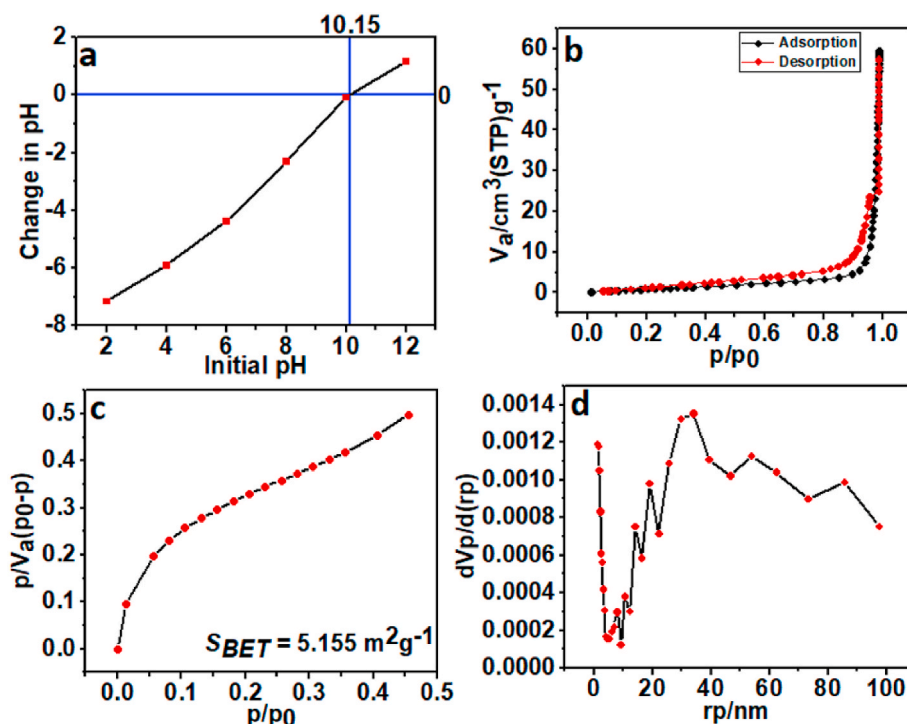 a
10.15
2
0
-2
-4
-6
-8
0
Change in pH
2 4 6 8 10 12
Initial pH
b
Adsorption
Desorption
60
50
40
30
20
10
0
Va/cm³(STP)g⁻¹
0.0 0.2 0.4 0.6 0.8 1.0
p/p0
c
0.5
0.4
0.3
0.2
0.1
0.0
p/Va(p0-p)
SBET = 5.155 m²g⁻¹
0.0 0.1 0.2 0.3 0.4 0.5
p/p0
d
0.0014
0.0012
0.0010
0.0008
0.0006
0.0004
0.0002
0.0000
dVp/d(rp)
0 20 40 60 80 100
rp/nm